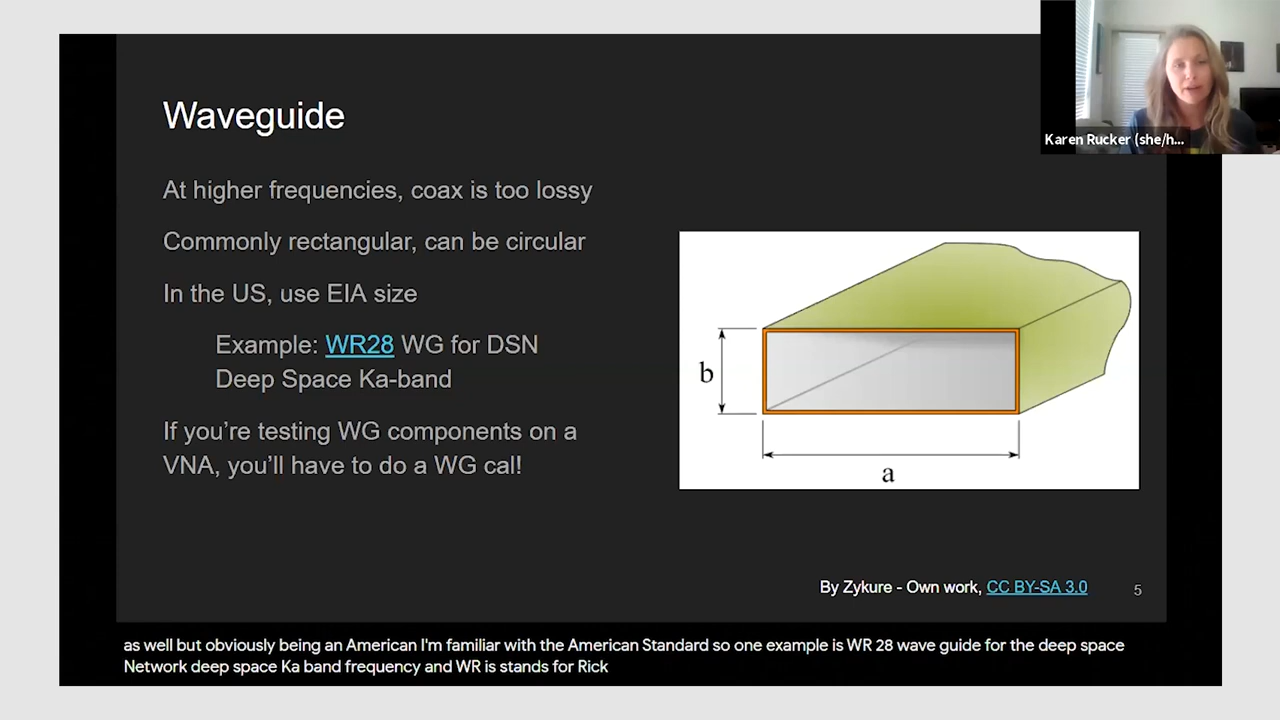 Karen Rucker (she/h...
Waveguide
At higher frequencies, coax is too lossy
Commonly rectangular, can be circular
In the US, use EIA size
Example: WR28 WG for DSN
Deep Space Ka-band
If you’re testing WG components on a
VNA, you’ll have to do a WG cal!
b
a
By Zykure - Own work, CC BY-SA 3.0
5
as well but obviously being an American I'm familiar with the American Standard so one example is WR 28 wave guide for the deep space
Network deep space Ka band frequency and WR is stands for Rick